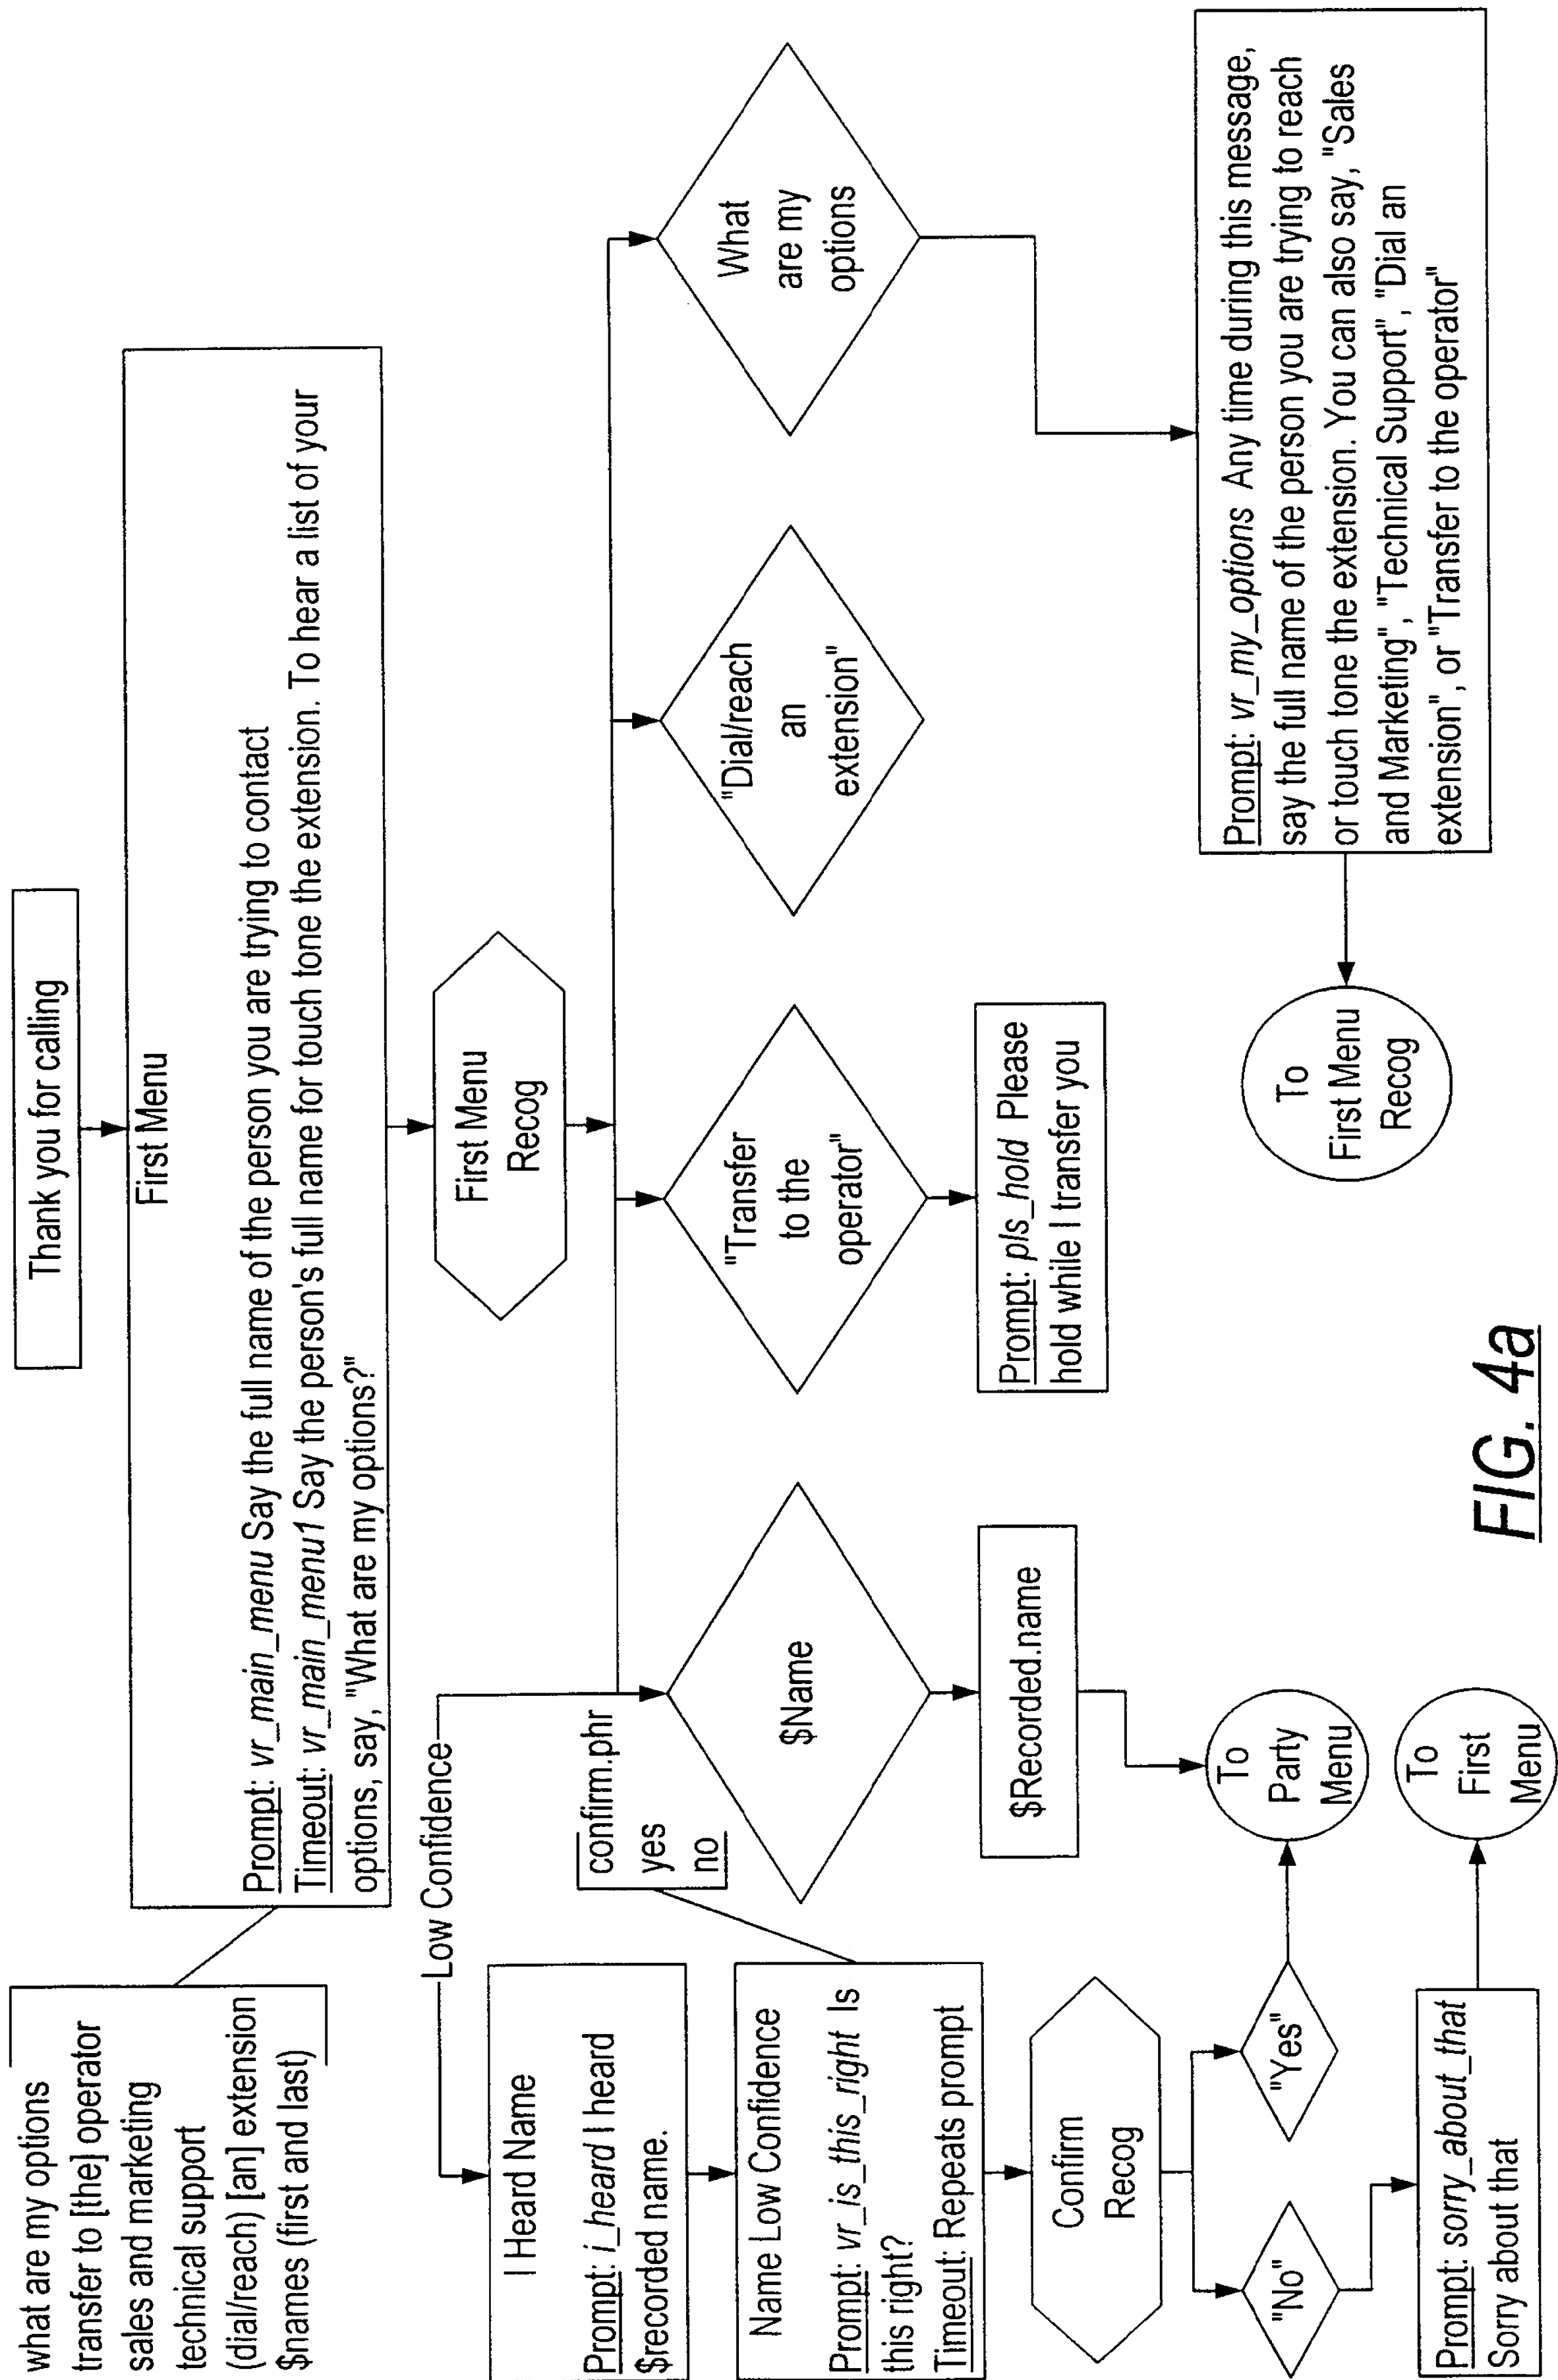 Thank you for calling
what are my options
transfer to [the] operator
sales and marketing
technical support
(dial/reach) [an] extension
$names (first and last)
First Menu
Prompt: vr_main_menu Say the full name of the person you are trying to contact
Timeout: vr_main_menu1 Say the person's full name for touch tone the extension. To hear a list of your
options, say, "What are my options?"
First Menu
Recog
Low Confidence
I Heard Name
Prompt: i_heard I heard
$recorded name.
confirm.phr
yes
no
Name Low Confidence
Prompt: vr_is_this_right Is
this right?
Timeout: Repeats prompt
Confirm
Recog
"No"
"Yes"
Prompt: sorry_about_that
Sorry about that
To
First
Menu
$Name
$Recorded.name
To
Party
Menu
"Transfer
to the
operator"
Prompt: pls_hold Please
hold while I transfer you
"Dial/reach
an
extension"
What
are my
options
Prompt: vr_my_options Any time during this message,
say the full name of the person you are trying to reach
or touch tone the extension. You can also say, "Sales
and Marketing", "Technical Support", "Dial an
extension", or "Transfer to the operator"
To
First Menu
Recog
FIG. 4a